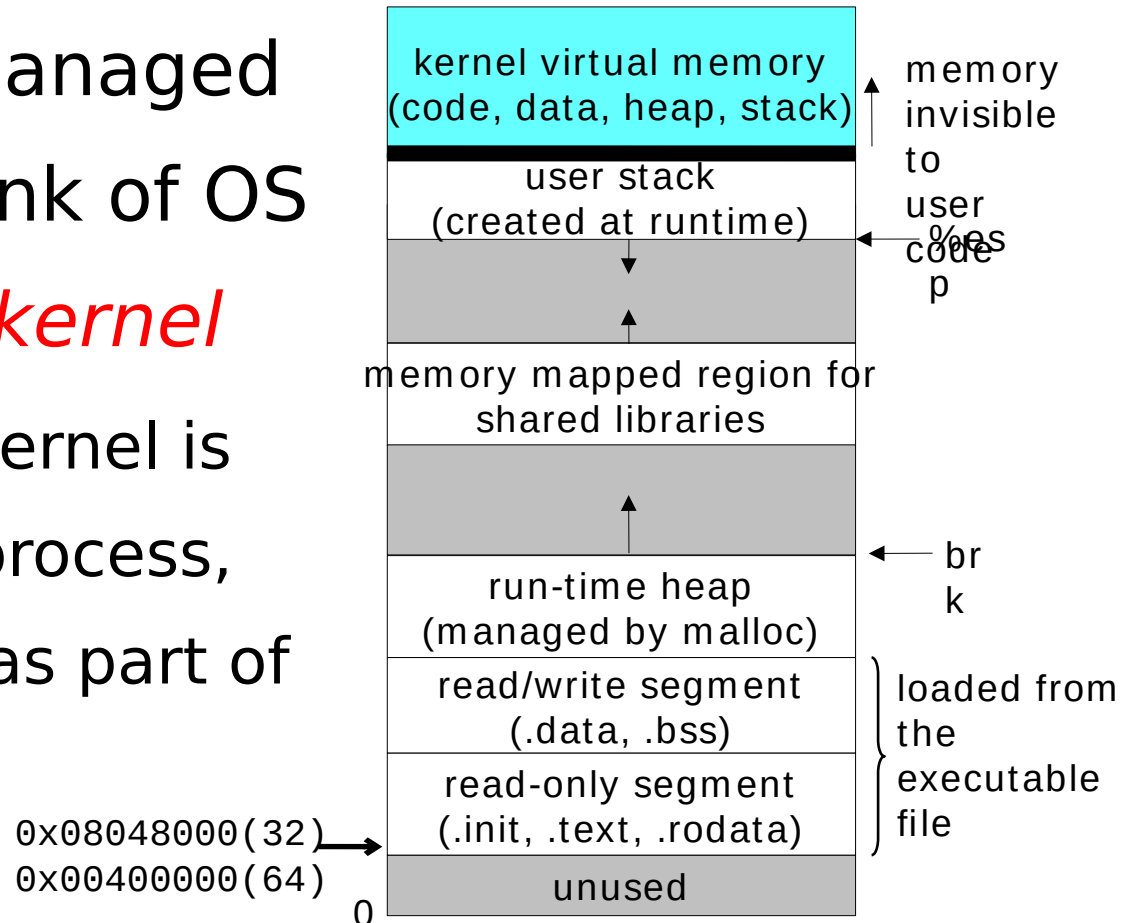 anaged
nk of OS
kernel
ernel is
process,
as part of
kernel virtual memory
(code, data, heap, stack)
memory
invisible
to
user
code
user stack
(created at runtime)
%es
p
memory mapped region for
shared libraries
br
k
run-time heap
(managed by malloc)
read/write segment
(.data, .bss)
loaded from
the
executable
file
read-only segment
(.init, .text, .rodata)
0x08048000(32)
0x00400000(64)
unused
0